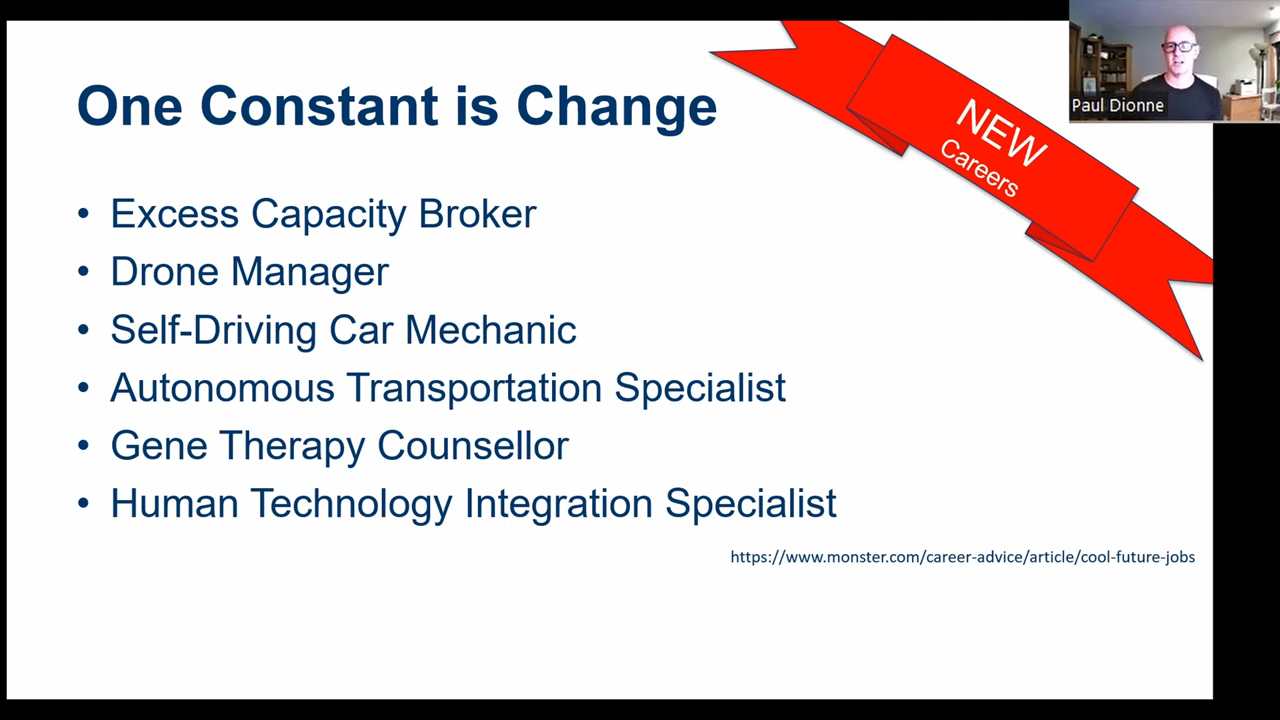 One Constant is Change
NEW
Careers
Paul Dionne
• Excess Capacity Broker
• Drone Manager
• Self-Driving Car Mechanic
• Autonomous Transportation Specialist
• Gene Therapy Counsellor
• Human Technology Integration Specialist
https://www.monster.com/career-advice/article/cool-future-jobs